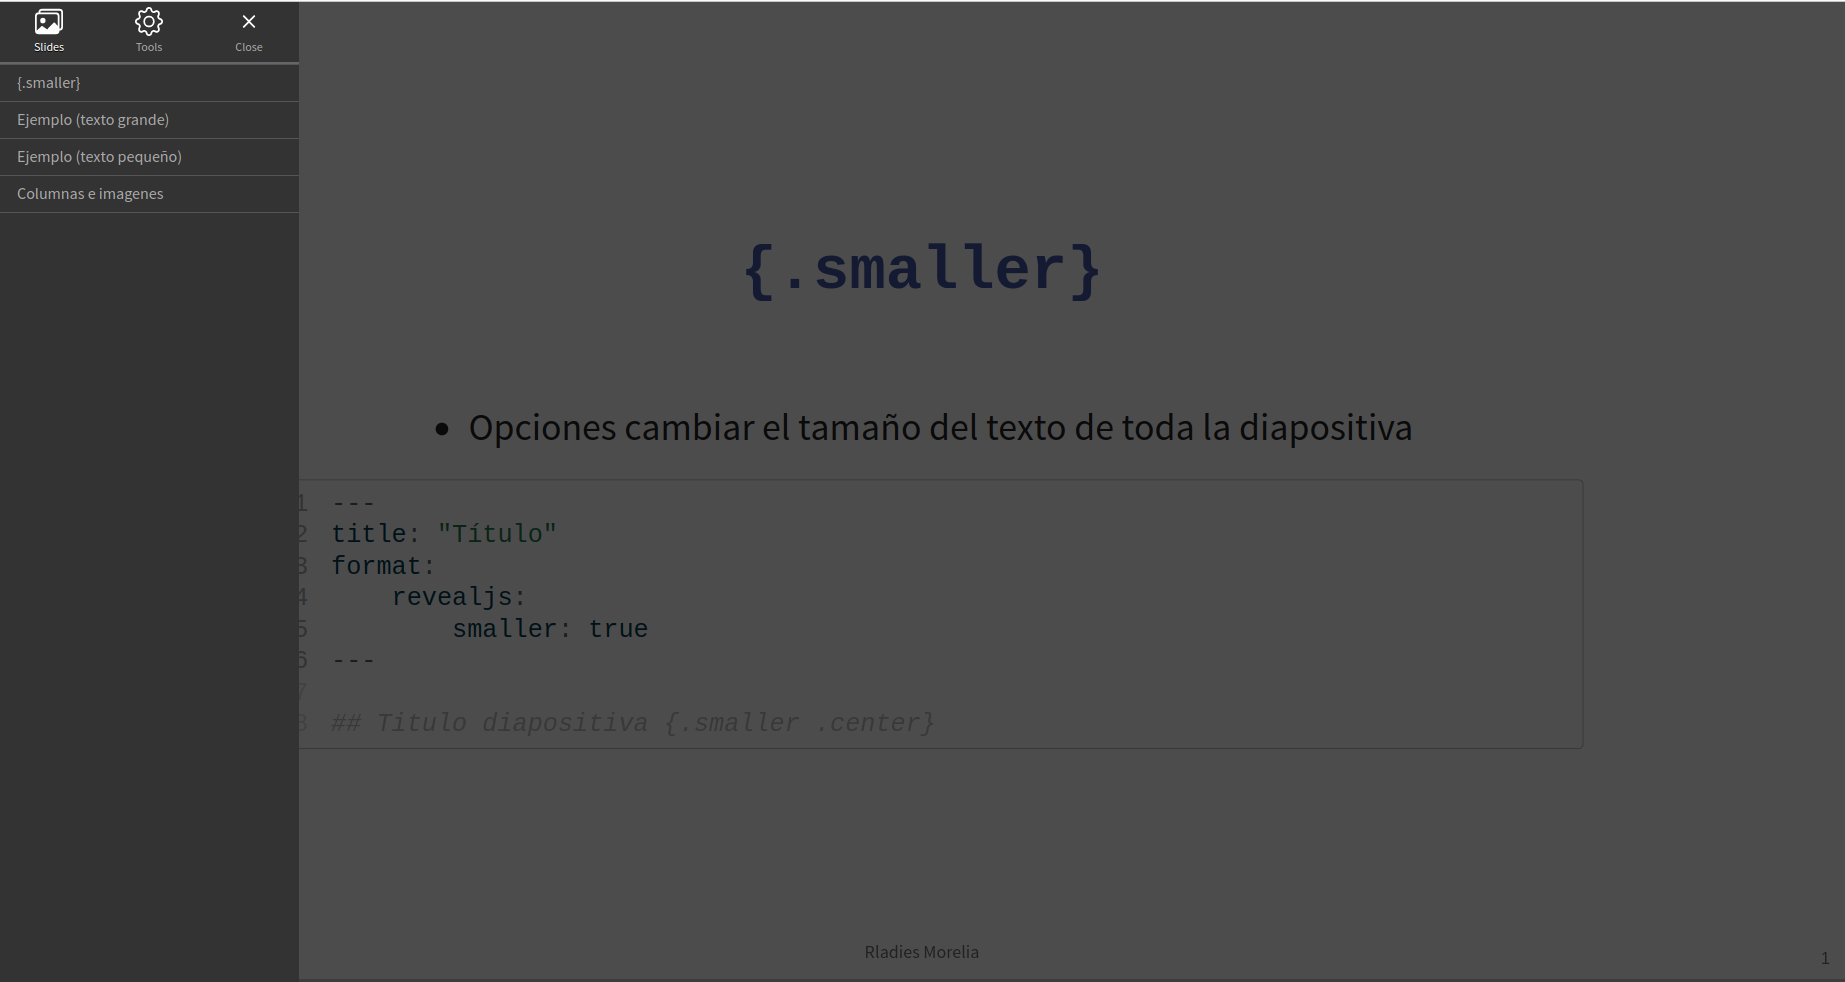 Slides
Tools
Close
{.smaller}
Ejemplo (texto grande)
Ejemplo (texto pequeño)
Columnas e imagenes
{.smaller}
• Opciones cambiar el tamaño del texto de toda la diapositiva
1 ---
2 title: "Título"
3 format:
4     revealjs:
5         smaller: true
6 ---
7
8 ## Titulo diapositiva {.smaller .center}
Rladies Morelia
1